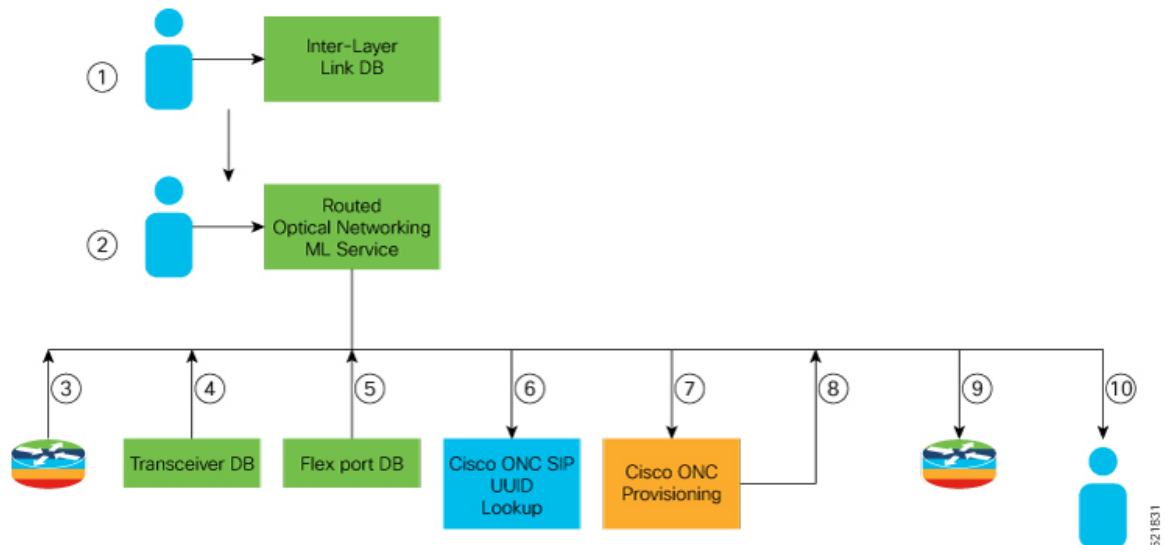 Inter-Layer
Link DB
1
Routed
Optical Networking
ML Service
2
3
4
5
6
7
8
9
10
Transceiver DB
Flex port DB
Cisco ONC SIP
UUID
Lookup
Cisco ONC
Provisioning
521831